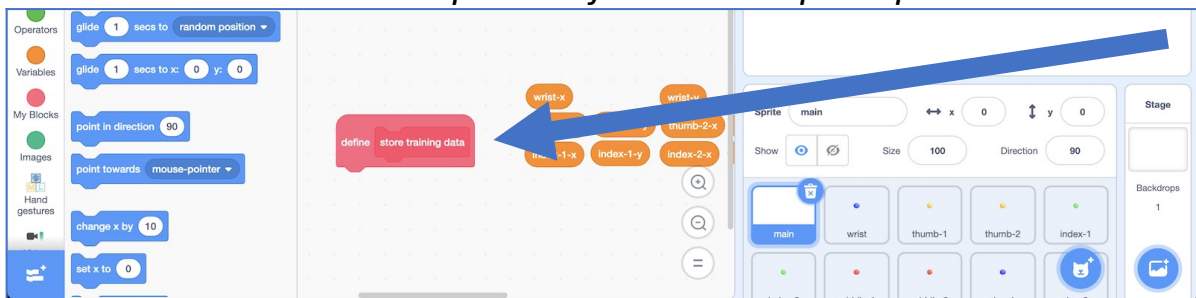 Operators
Variables
My Blocks
Images
Hand
gestures
glide 1 secs to random position
glide 1 secs to x: 0 y: 0
point in direction 90
point towards mouse-pointer
change x by 10
set x to 0
define store training data
wrist-x
thumb-2-x
index-1-y
index-2-x
Sprite main x 0 y 0
Show Size 100 Direction 90
main
wrist
thumb-1
thumb-2
index-1
Stage
Backdrops
1